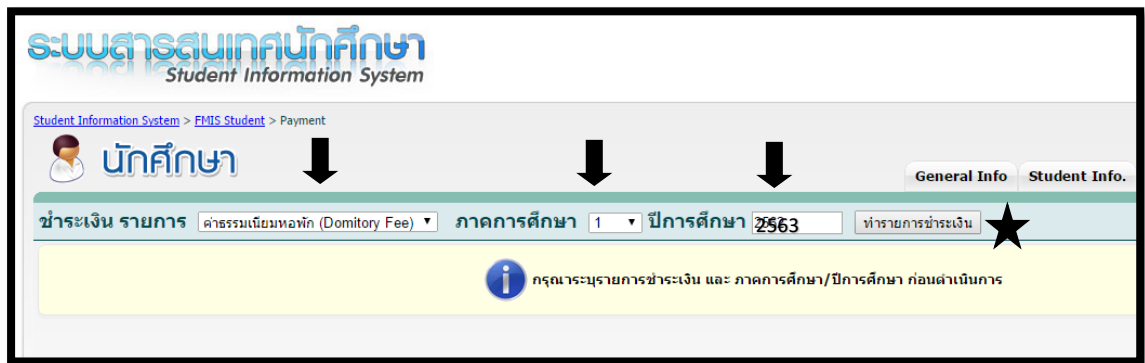 ระบบสารสนเทศนักศึกษา
Student Information System
Student Information System > FMIS Student > Payment
นักศึกษา
General Info Student Info.
ชำระเงิน รายการ ค่าธรรมเนียมหอพัก (Domitory Fee) ภาคการศึกษา 1 ปีการศึกษา 2563 ทำรายการชำระเงิน
กรุณาระบุรายการชำระเงิน และ ภาคการศึกษา/ปีการศึกษา ก่อนดำเนินการ